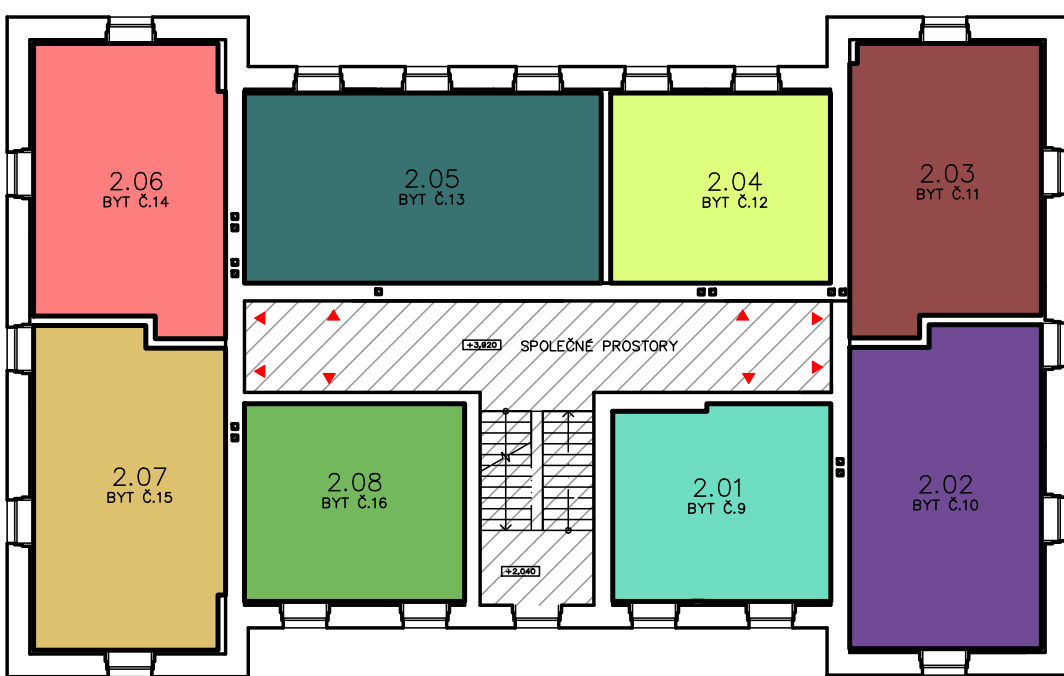 2.06
BYT Č.14
2.05
BYT Č.13
2.04
BYT Č.12
2.03
BYT Č.11
+3,920
SPOLEČNÉ PROSTORY
2.07
BYT Č.15
2.08
BYT Č.16
2.01
BYT Č.9
2.02
BYT Č.10
+2,040